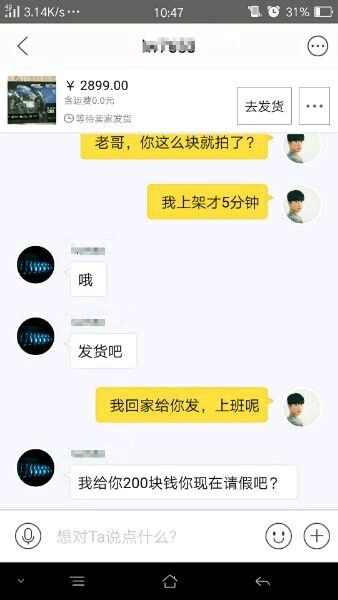 4G 3.14K/s 10:47 31%
￥ 2899.00
含运费0.0元
等待卖家发货
去发货
老哥，你这么块就拍了？
我上架才5分钟
哦
发货吧
我回家给你发，上班呢
我给你200块钱你现在请假吧？
想对Ta说点什么？